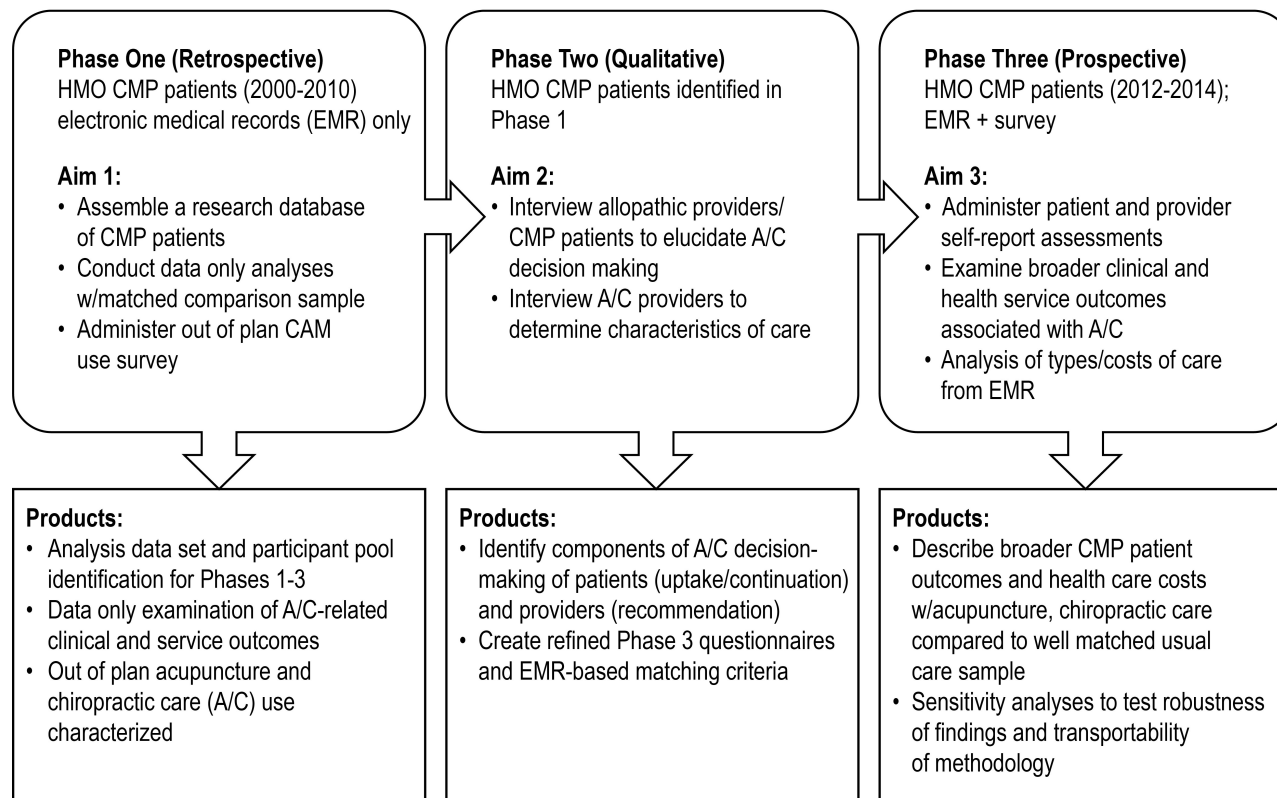 Phase One (Retrospective)
HMO CMP patients (2000-2010)
electronic medical records (EMR) only
Aim 1:
• Assemble a research database
of CMP patients
• Conduct data only analyses
w/matched comparison sample
• Administer out of plan CAM
use survey
Phase Two (Qualitative)
HMO CMP patients identified in
Phase 1
Aim 2:
• Interview allopathic providers/
CMP patients to elucidate A/C
decision making
• Interview A/C providers to
determine characteristics of care
Phase Three (Prospective)
HMO CMP patients (2012-2014);
EMR + survey
Aim 3:
• Administer patient and provider
self-report assessments
• Examine broader clinical and
health service outcomes
associated with A/C
• Analysis of types/costs of care
from EMR
Products:
• Analysis data set and participant pool
identification for Phases 1-3
• Data only examination of A/C-related
clinical and service outcomes
• Out of plan acupuncture and
chiropractic care (A/C) use
characterized
Products:
• Identify components of A/C decision-
making of patients (uptake/continuation)
and providers (recommendation)
• Create refined Phase 3 questionnaires
and EMR-based matching criteria
Products:
• Describe broader CMP patient
outcomes and health care costs
w/acupuncture, chiropractic care
compared to well matched usual
care sample
• Sensitivity analyses to test robustness
of findings and transportability
of methodology